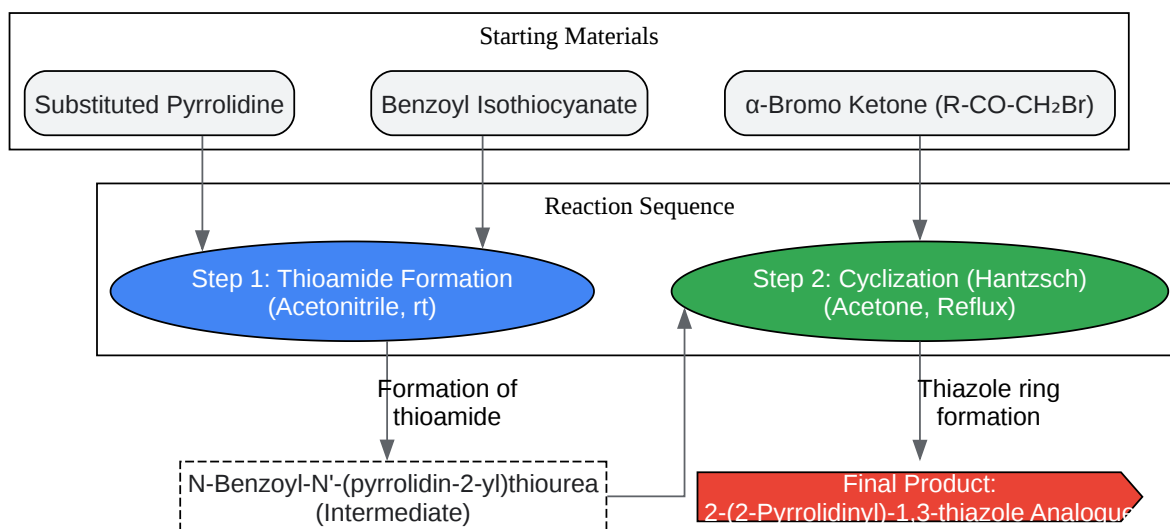 Starting Materials
Substituted Pyrrolidine
Benzoyl Isothiocyanate
α-Bromo Ketone (R-CO-CH₂Br)
Reaction Sequence
Step 1: Thioamide Formation
(Acetonitrile, rt)
Step 2: Cyclization (Hantzsch)
(Acetone, Reflux)
Formation of
thioamide
Thiazole ring
formation
N-Benzoyl-N'-(pyrrolidin-2-yl)thiourea
(Intermediate)
Final Product:
2-(2-Pyrrolidinyl)-1,3-thiazole Analogue